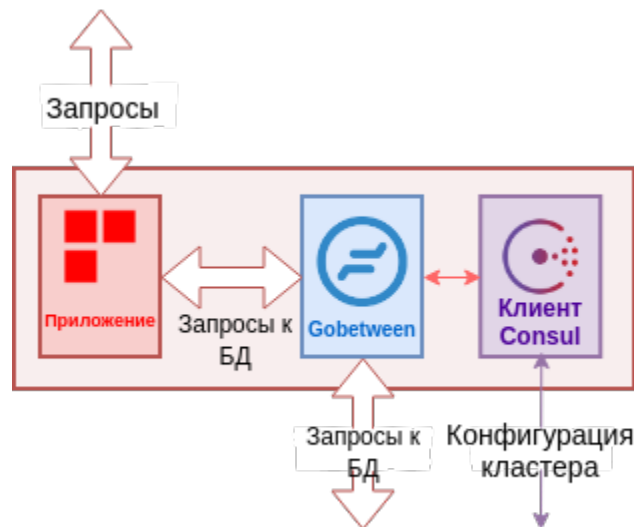 Запросы
Приложение
Запросы к
БД
Gobetween
Клиент
Consul
Запросы к
БД
Конфигурация
кластера